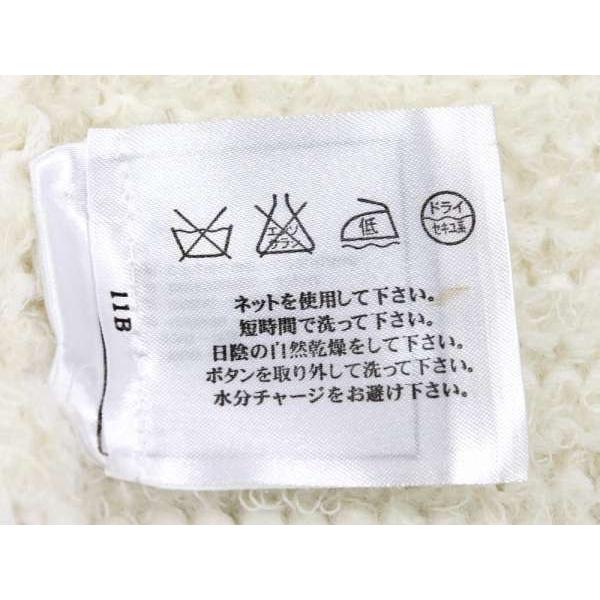 エンソ
サラシ
低
ドライ
セキユ系
ネットを使用して下さい。
短時間で洗って下さい。
日陰の自然乾燥をして下さい。
ボタンを取り外して洗って下さい。
水分チャージをお避け下さい。
11B